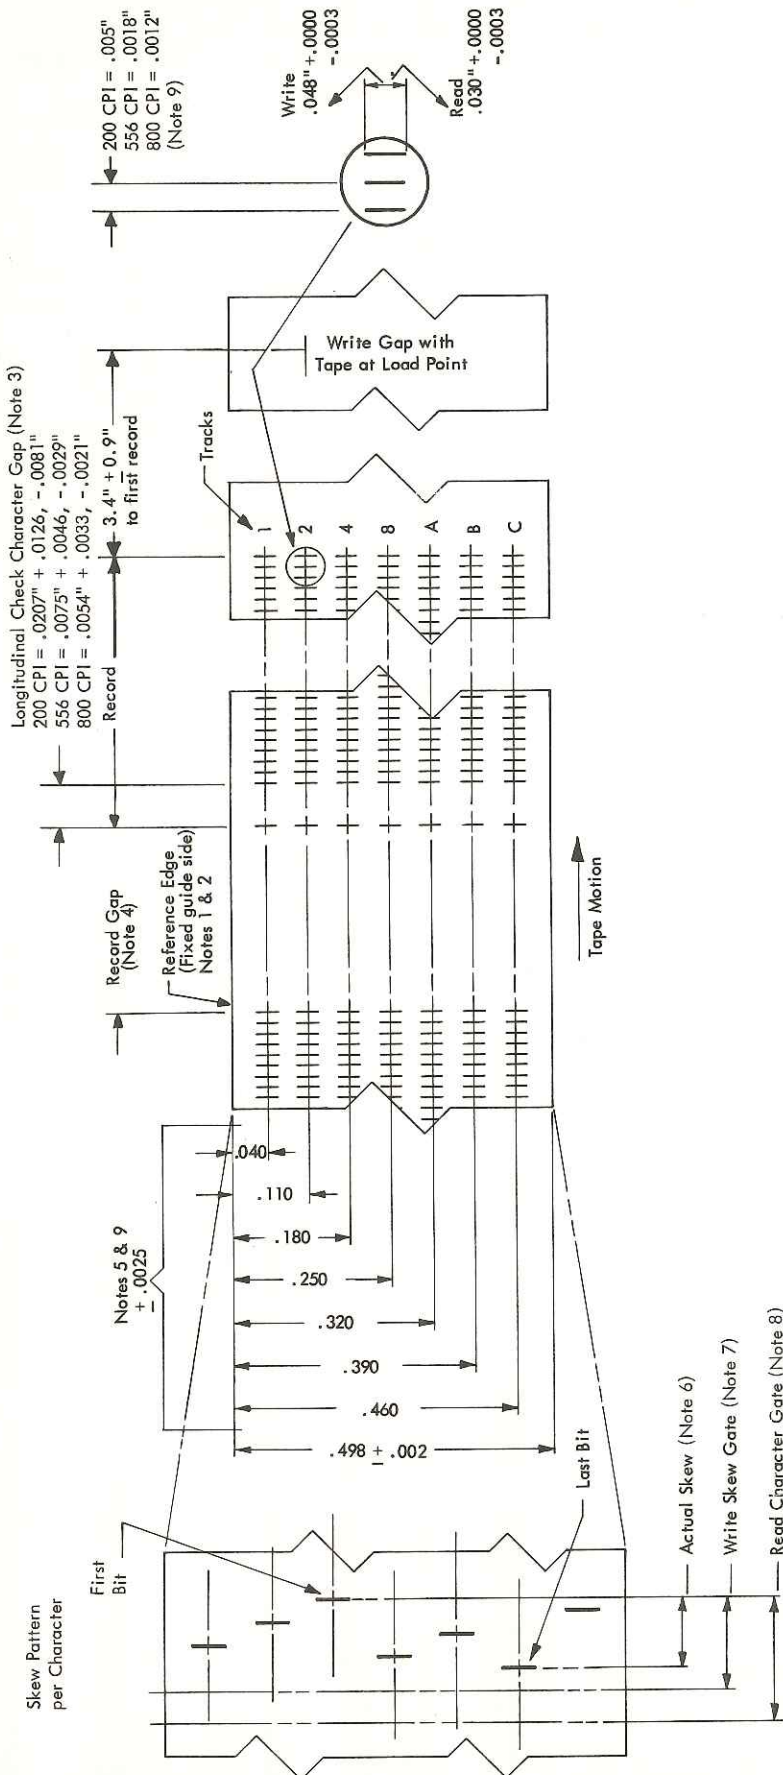 Skew Pattern
per Character
First
Bit
Last Bit
Actual Skew (Note 6)
Write Skew Gate (Note 7)
Read Character Gate (Note 8)
Notes 5 & 9
± .0025
.040
.110
.180
.250
.320
.390
.460
.498 ± .002
Record Gap
(Note 4)
Reference Edge
(Fixed guide side)
Notes 1 & 2
Tape Motion
Longitudinal Check Character Gap (Note 3)
200 CPI = .0207" + .0126, -.0081"
556 CPI = .0075" + .0046, -.0029"
800 CPI = .0054" + .0033, -.0021"
Record
3.4" ± 0.9"
to first record
Tracks
1
2
4
8
A
B
C
Write Gap with
Tape at Load Point
200 CPI = .005"
556 CPI = .0018"
800 CPI = .0012"
(Note 9)
Write
.048" +.0000
-.0003
Read
.030" +.0000
-.0003